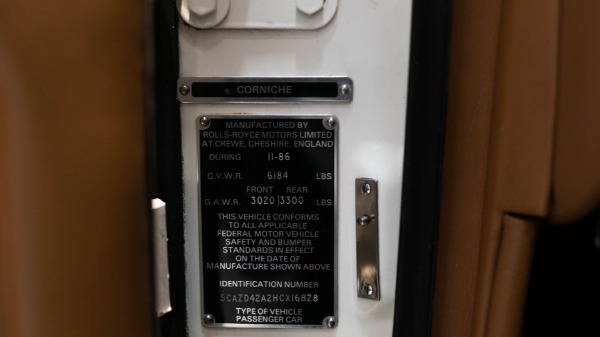 CORNICHE
MANUFACTURED BY
ROLLS-ROYCE MOTORS LIMITED
AT CREWE, CHESHIRE, ENGLAND
DURING 11-86
G.V.W.R. 6184 LBS
FRONT REAR
G.A.W.R. 3020 | 3300 LBS
THIS VEHICLE CONFORMS
TO ALL APPLICABLE
FEDERAL MOTOR VEHICLE
SAFETY AND BUMPER
STANDARDS IN EFFECT
ON THE DATE OF
MANUFACTURE SHOWN ABOVE
IDENTIFICATION NUMBER
SCAZD42A2HCX16828
TYPE OF VEHICLE
PASSENGER CAR